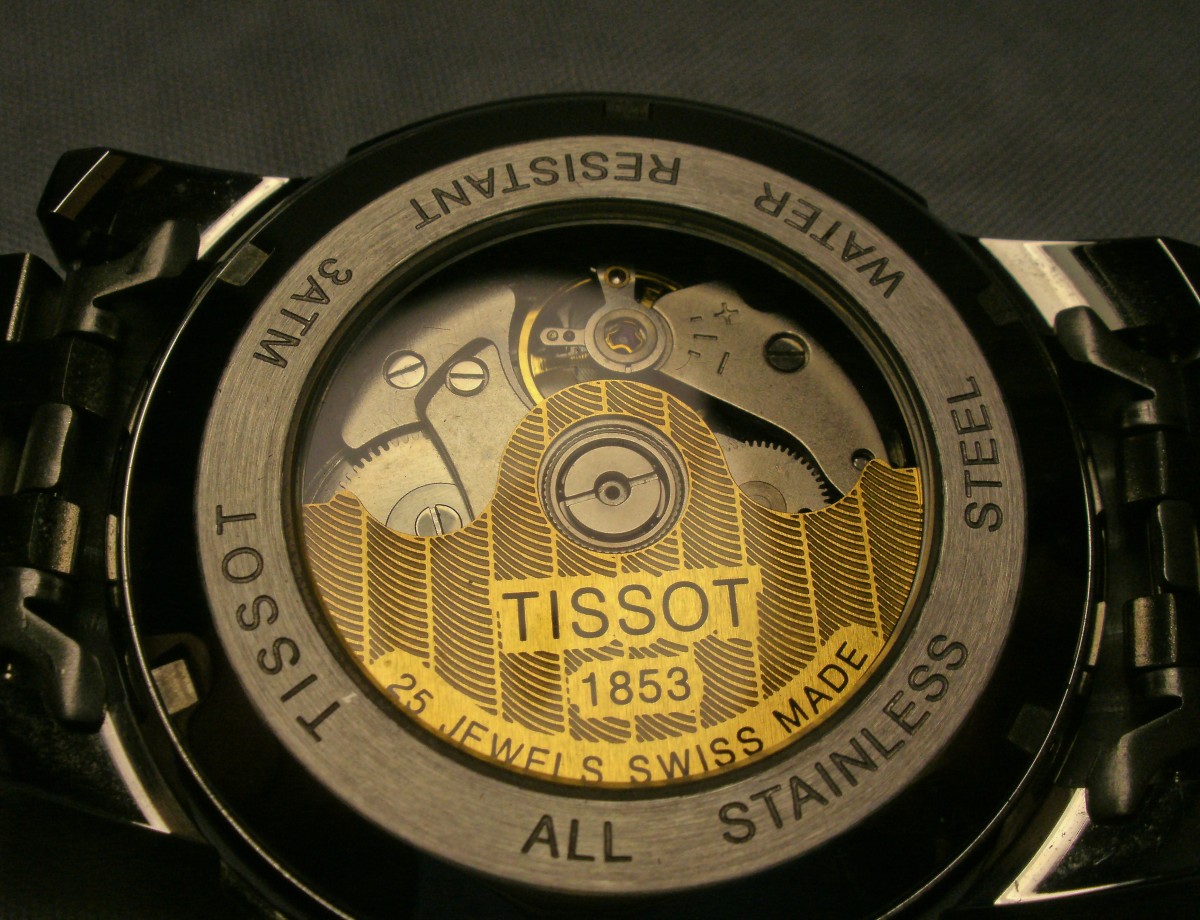 TISSOT
1853
25 JEWELS SWISS MADE
TISSOT
ALL STAINLESS STEEL
WATER RESISTANT
3ATM
+
-